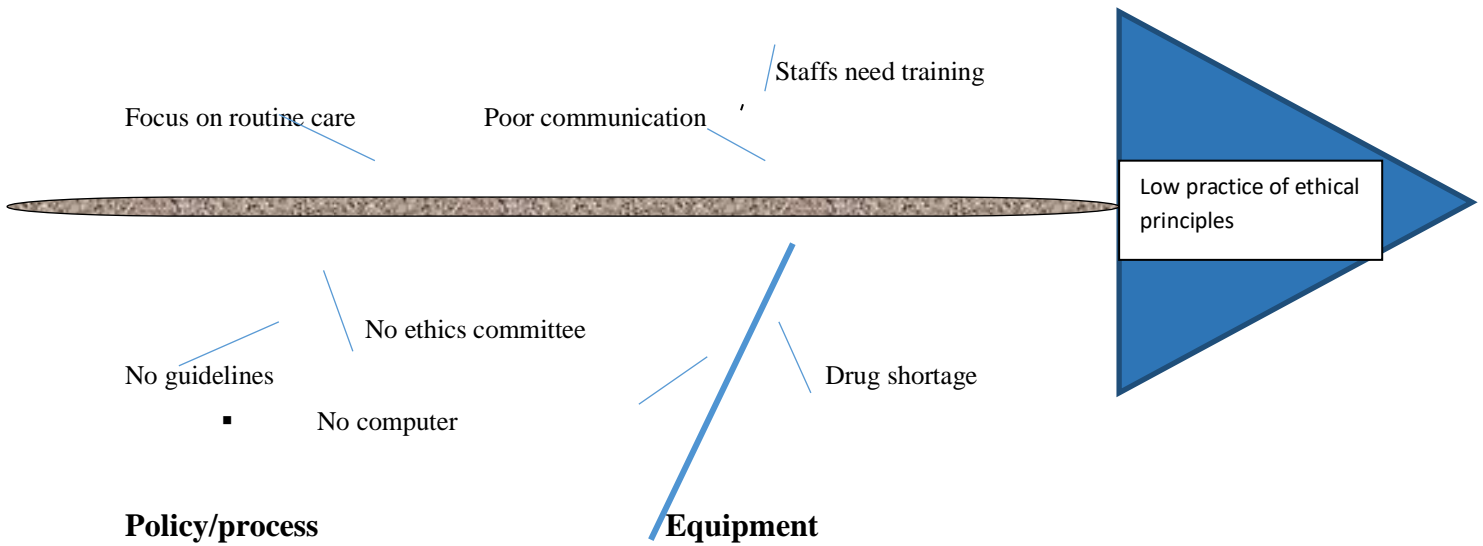 Staffs need training
Focus on routine care
Poor communication
Low practice of ethical
principles
No ethics committee
No guidelines
Drug shortage
▪ No computer
Policy/process
Equipment